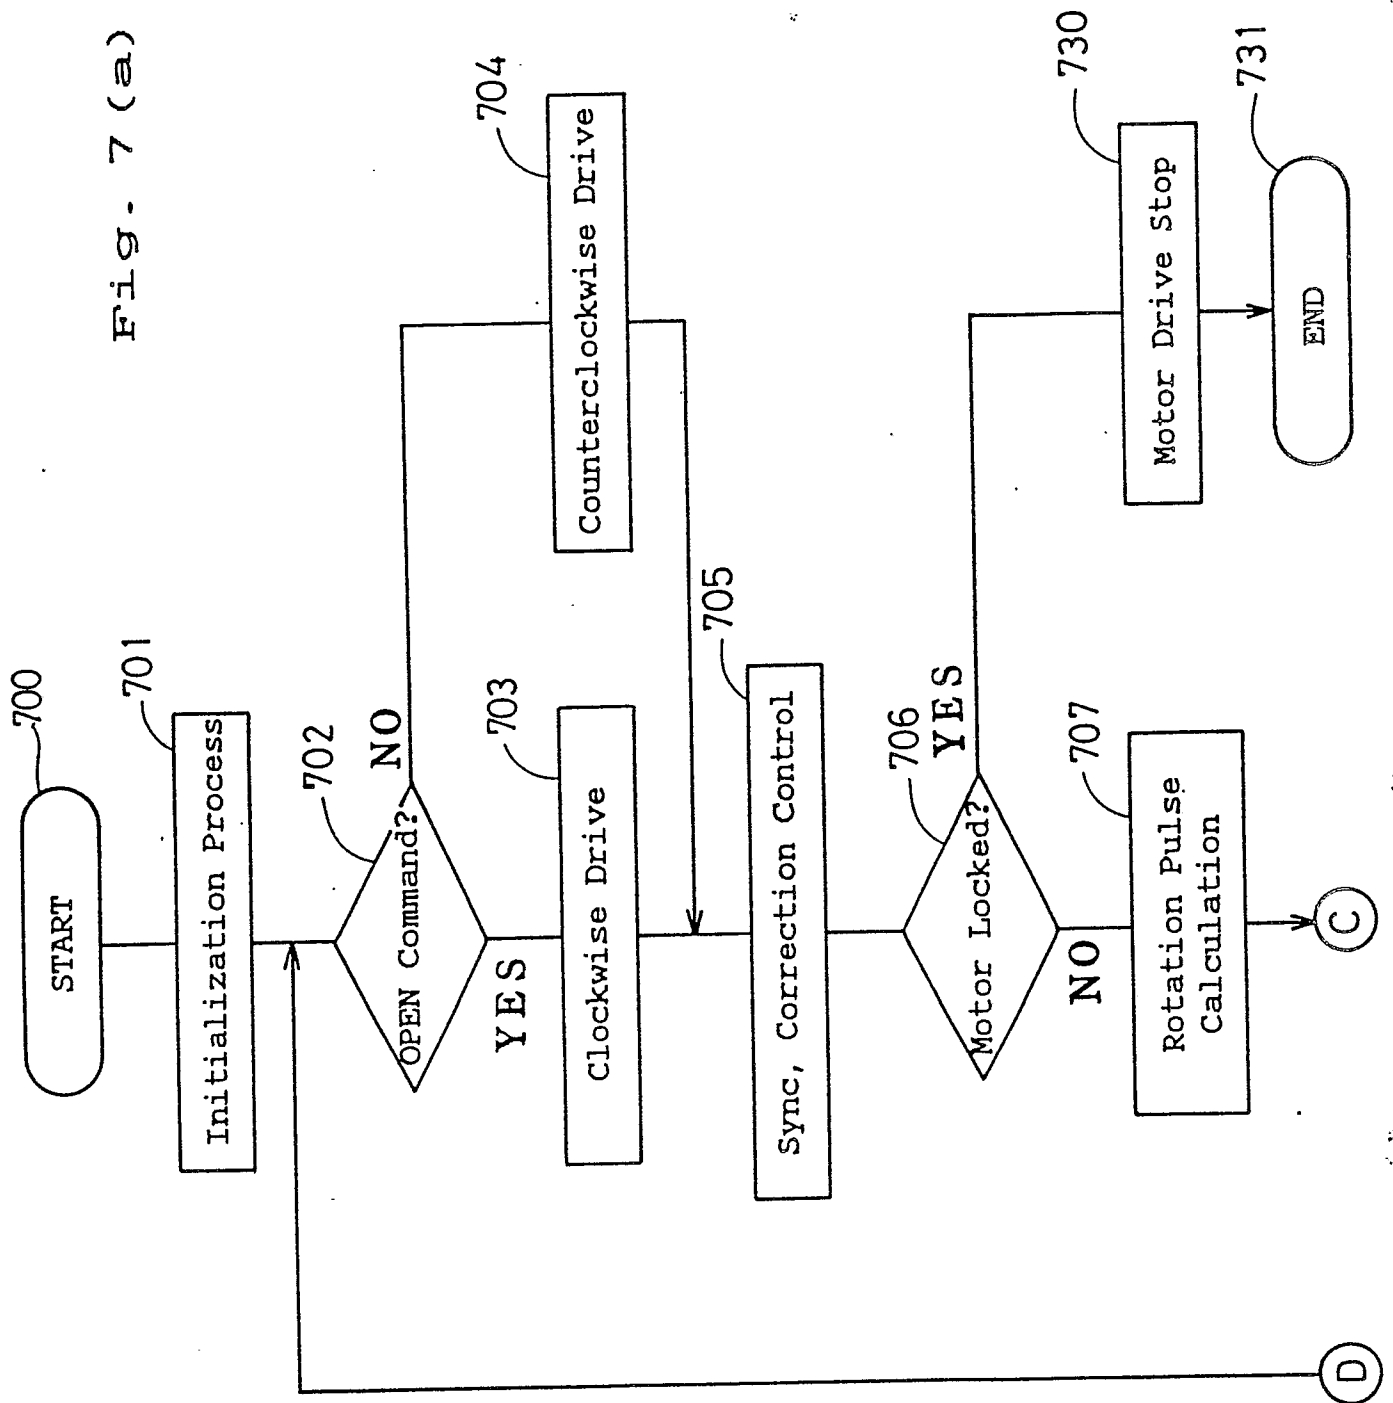 Fig. 7 (a)
700
START
701
Initialization Process
702
OPEN Command?
NO
YES
703
Clockwise Drive
704
Counterclockwise Drive
705
Sync, Correction Control
706
Motor Locked?
YES
NO
707
Rotation Pulse
Calculation
C
730
Motor Drive Stop
731
END
D